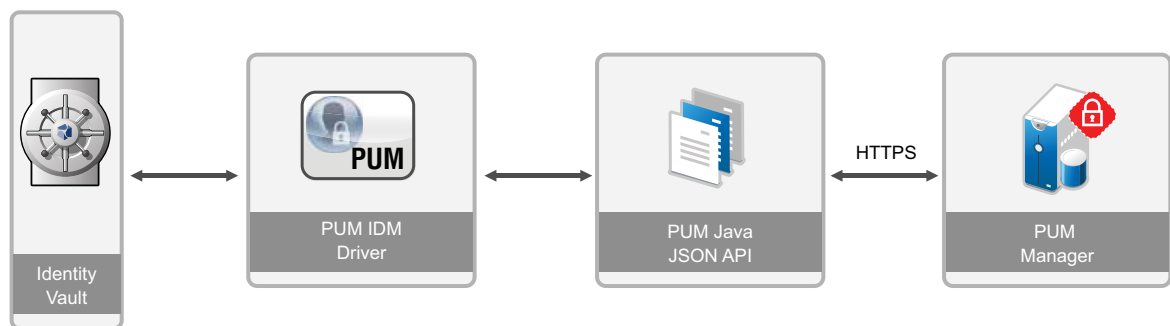 Identity
Vault
PUM
PUM IDM
Driver
PUM Java
JSON API
HTTPS
PUM
Manager